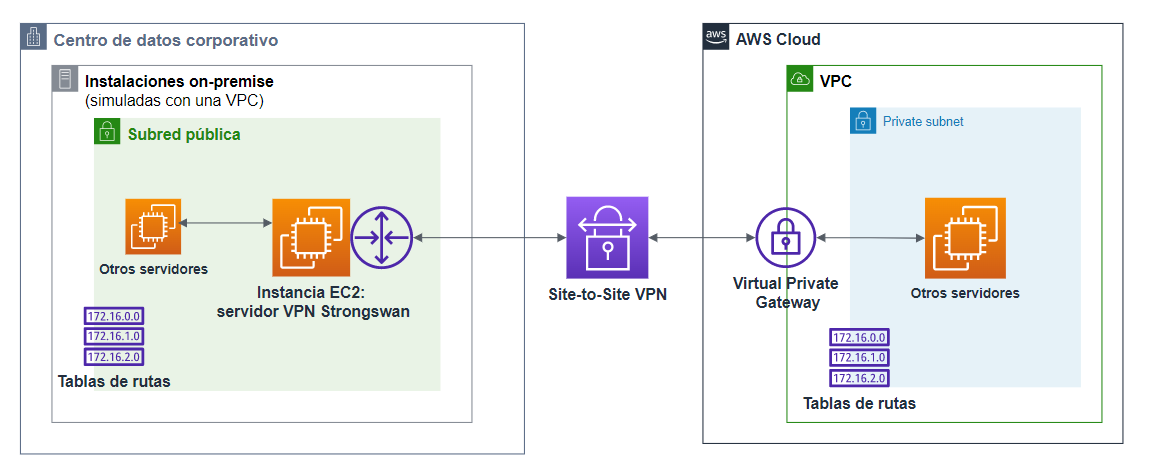 Centro de datos corporativo
Instalaciones on-premise
(simuladas con una VPC)
Subred pública
Otros servidores
Instancia EC2:
servidor VPN Strongswan
172.16.0.0
172.16.1.0
172.16.2.0
Tablas de rutas
Site-to-Site VPN
aws
AWS Cloud
VPC
Private subnet
Virtual Private
Gateway
Otros servidores
172.16.0.0
172.16.1.0
172.16.2.0
Tablas de rutas